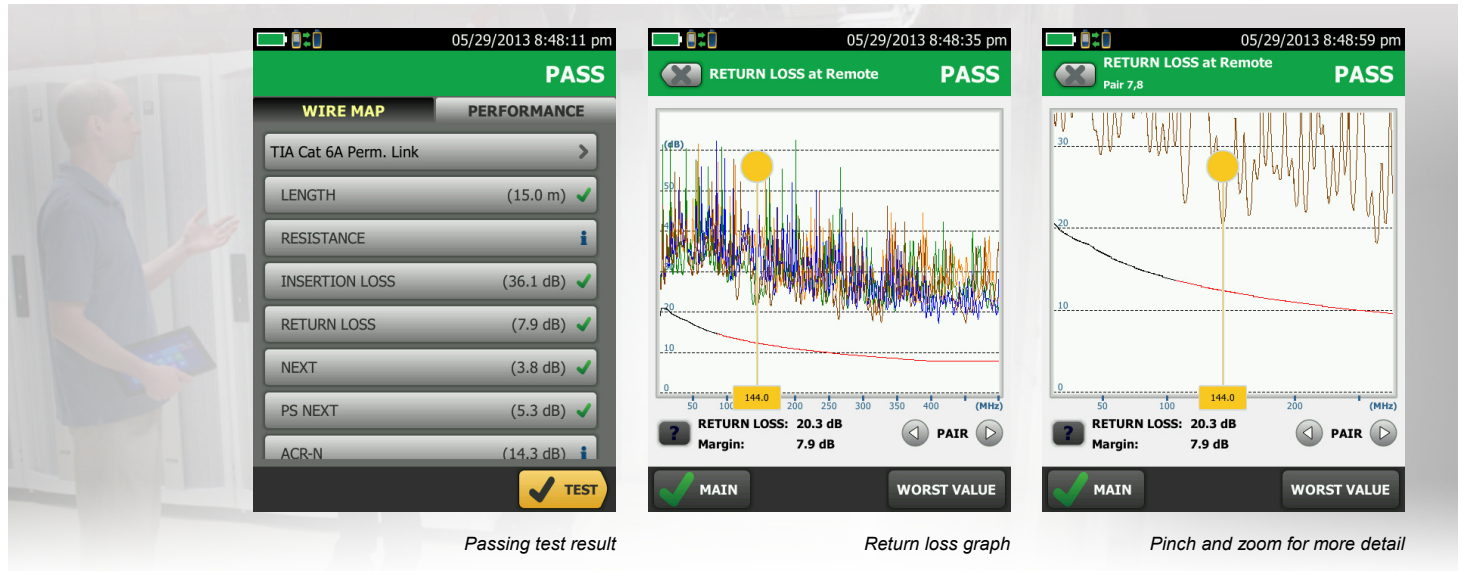 05/29/2013 8:48:11 pm
PASS
WIRE MAP PERFORMANCE
TIA Cat 6A Perm. Link
LENGTH (15.0 m)
RESISTANCE i
INSERTION LOSS (36.1 dB)
RETURN LOSS (7.9 dB)
NEXT (3.8 dB)
PS NEXT (5.3 dB)
ACR-N (14.3 dB) i
TEST
Passing test result
05/29/2013 8:48:35 pm
RETURN LOSS at Remote PASS
(dB)
50
40
30
20
10
0
50 100 144.0 200 250 300 350 400 (MHz)
? RETURN LOSS: 20.3 dB
Margin: 7.9 dB
PAIR
MAIN WORST VALUE
Return loss graph
05/29/2013 8:48:59 pm
RETURN LOSS at Remote
Pair 7,8
PASS
30
20
10
0
50 100 144.0 200 (MHz)
? RETURN LOSS: 20.3 dB
Margin: 7.9 dB
PAIR
MAIN WORST VALUE
Pinch and zoom for more detail